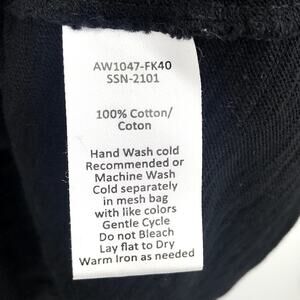 AW1047-FK40
SSN-2101
100% Cotton/
Coton
Hand Wash cold
Recommended or
Machine Wash
Cold separately
in mesh bag
with like colors
Gentle Cycle
Do not Bleach
Lay flat to Dry
Warm Iron as needed